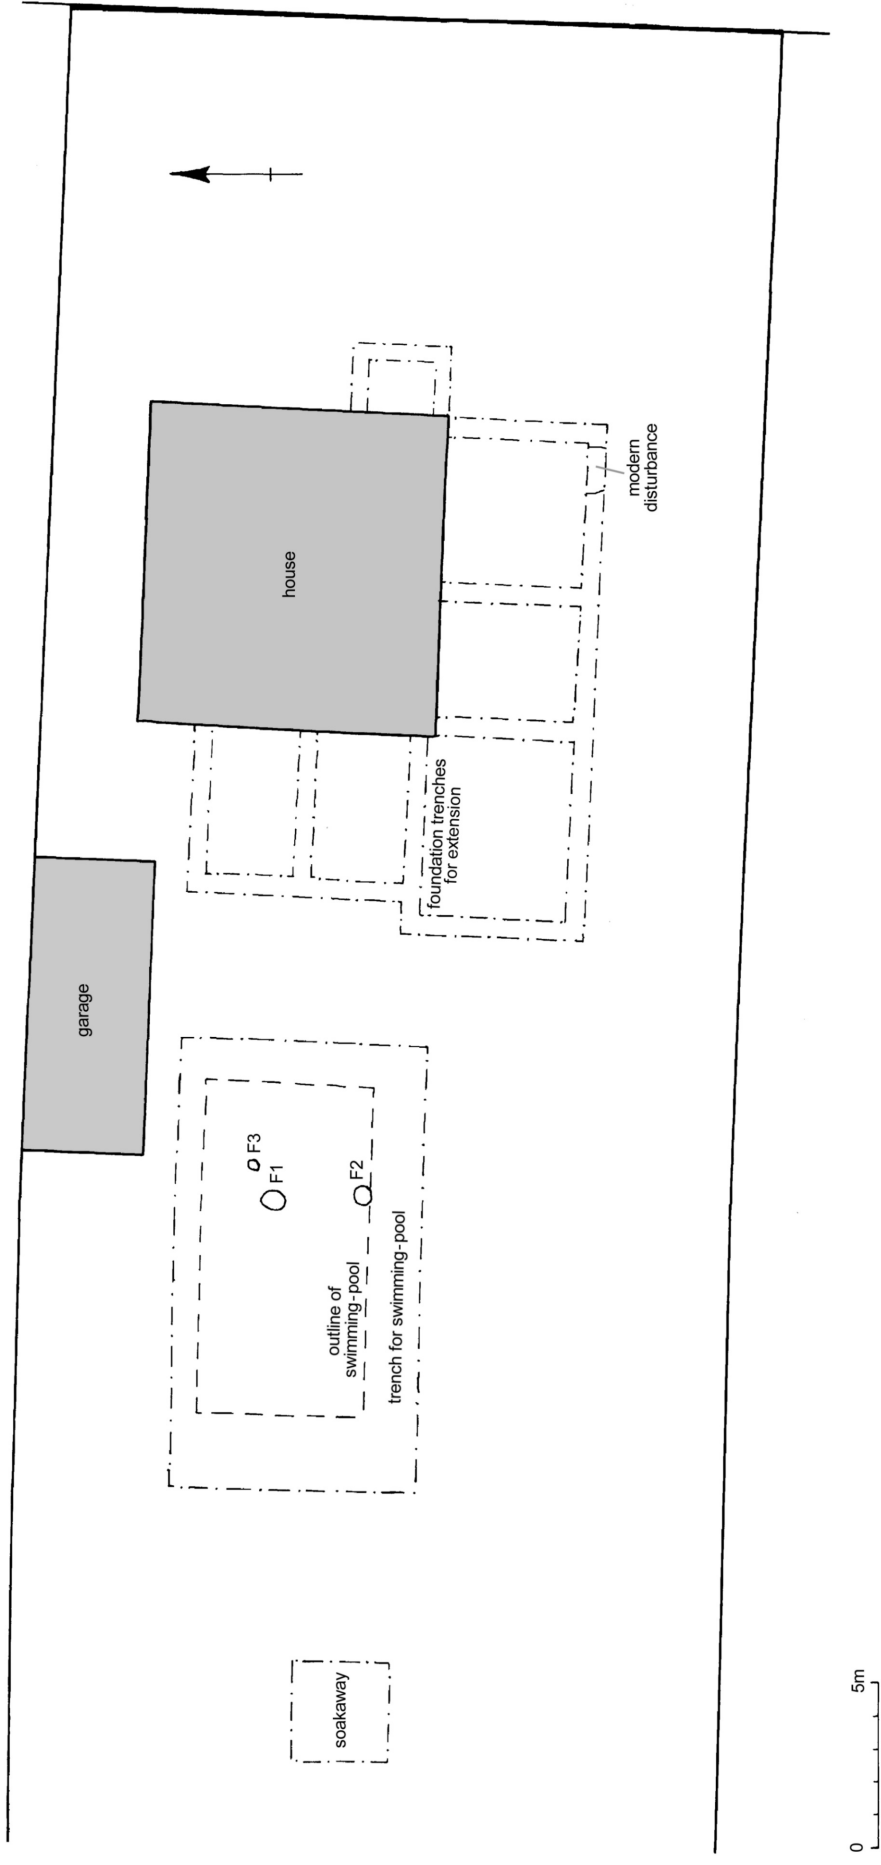 house
modern
disturbance
foundation trenches
for extension
garage
F3
F1
F2
outline of
swimming-pool
trench for swimming-pool
soakaway
0
5m